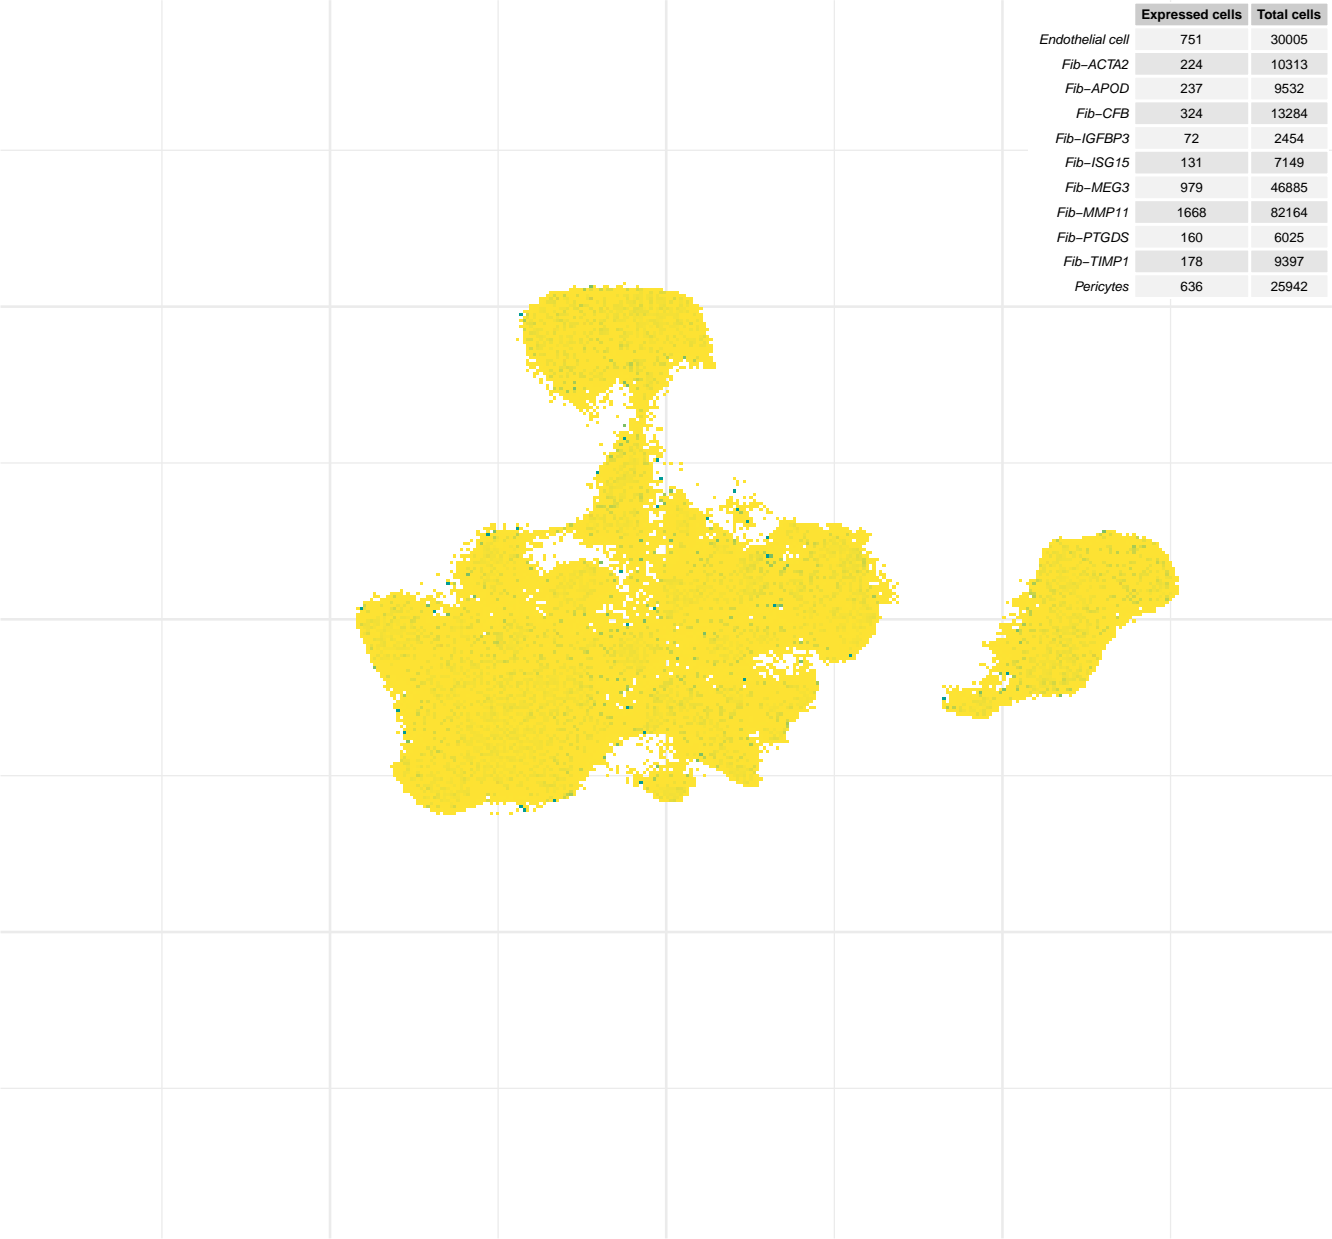 Expressed cells Total cells
Endothelial cell 751 30005
Fib−ACTA2 224 10313
Fib−APOD 237 9532
Fib−CFB 324 13284
Fib−IGFBP3 72 2454
Fib−ISG15 131 7149
Fib−MEG3 979 46885
Fib−MMP11 1668 82164
Fib−PTGDS 160 6025
Fib−TIMP1 178 9397
Pericytes 636 25942